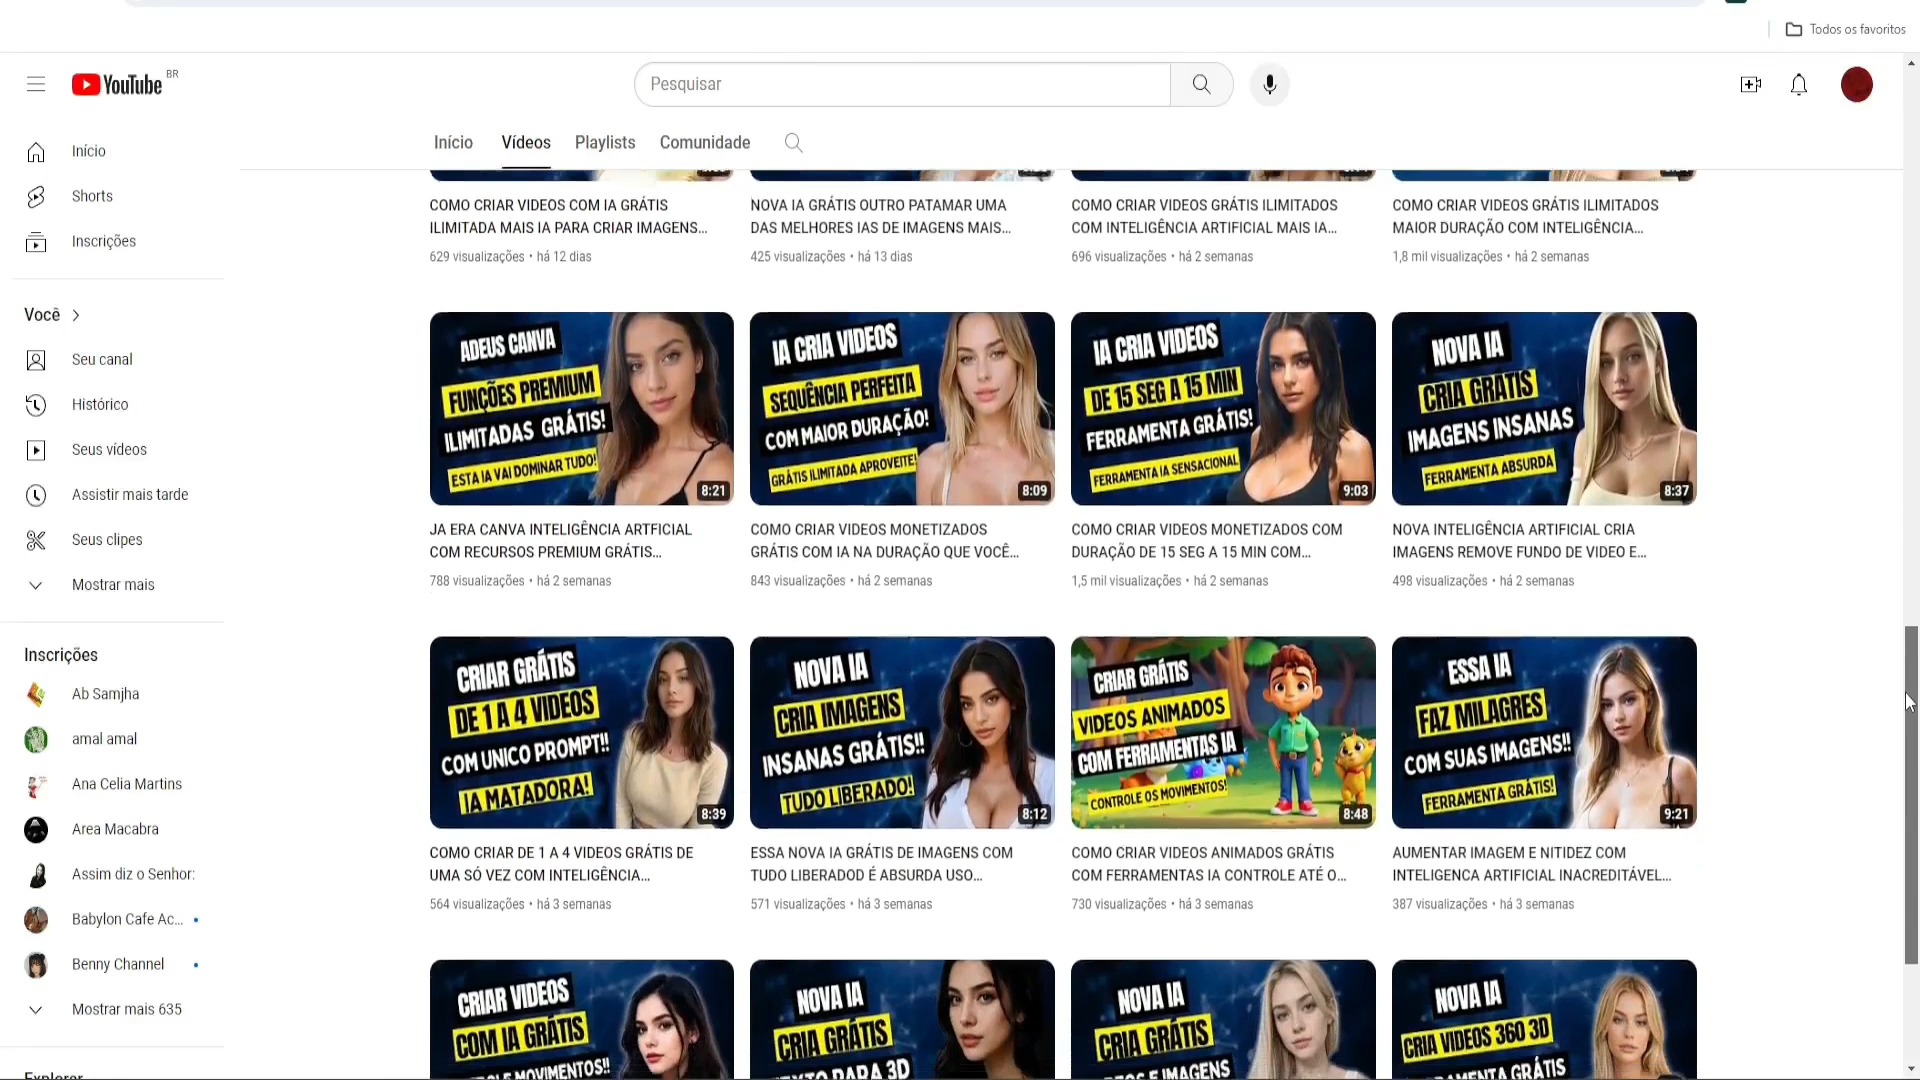 Todos os favoritos
YouTube BR
Pesquisar
Início
Vídeos
Playlists
Comunidade
Início
Shorts
Inscrições
Você
Seu canal
Histórico
Seus vídeos
Assistir mais tarde
Seus clipes
Mostrar mais
Inscrições
Ab Samjha
amal amal
Ana Celia Martins
Area Macabra
Assim diz o Senhor:
Babylon Cafe Ac...
Benny Channel
Mostrar mais 635
COMO CRIAR VIDEOS COM IA GRÁTIS
ILIMITADA MAIS IA PARA CRIAR IMAGENS...
629 visualizações • há 12 dias
NOVA IA GRÁTIS OUTRO PATAMAR UMA
DAS MELHORES IAS DE IMAGENS MAIS...
425 visualizações • há 13 dias
COMO CRIAR VIDEOS GRÁTIS ILIMITADOS
COM INTELIGÊNCIA ARTIFICIAL MAIS IA...
696 visualizações • há 2 semanas
COMO CRIAR VIDEOS GRÁTIS ILIMITADOS
MAIOR DURAÇÃO COM INTELIGÊNCIA...
1,8 mil visualizações • há 2 semanas
ADEUS CANVA
FUNÇÕES PREMIUM
ILIMITADAS GRÁTIS!
ESTA IA VAI DOMINAR TUDO!
8:21
JA ERA CANVA INTELIGÊNCIA ARTFICIAL
COM RECURSOS PREMIUM GRÁTIS...
788 visualizações • há 2 semanas
IA CRIA VIDEOS
SEQUÊNCIA PERFEITA
COM MAIOR DURAÇÃO!
GRÁTIS ILIMITADA APROVEITE!
8:09
COMO CRIAR VIDEOS MONETIZADOS
GRÁTIS COM IA NA DURAÇÃO QUE VOCÊ...
843 visualizações • há 2 semanas
IA CRIA VIDEOS
DE 15 SEG A 15 MIN
FERRAMENTA GRÁTIS!
FERRAMENTA IA SENSACIONAL
9:03
COMO CRIAR VIDEOS MONETIZADOS COM
DURAÇÃO DE 15 SEG A 15 MIN COM...
1,5 mil visualizações • há 2 semanas
NOVA IA
CRIA GRÁTIS
IMAGENS INSANAS
FERRAMENTA ABSURDA
8:37
NOVA INTELIGÊNCIA ARTIFICIAL CRIA
IMAGENS REMOVE FUNDO DE VIDEO E...
498 visualizações • há 2 semanas
CRIAR GRÁTIS
DE 1 A 4 VIDEOS
COM UNICO PROMPT!!
IA MATADORA!
8:39
COMO CRIAR DE 1 A 4 VIDEOS GRÁTIS DE
UMA SÓ VEZ COM INTELIGÊNCIA...
564 visualizações • há 3 semanas
NOVA IA
CRIA IMAGENS
INSANAS GRÁTIS!!
TUDO LIBERADO!
8:12
ESSA NOVA IA GRÁTIS DE IMAGENS COM
TUDO LIBERADOD É ABSURDA USO...
571 visualizações • há 3 semanas
CRIAR GRÁTIS
VIDEOS ANIMADOS
COM FERRAMENTAS IA
CONTROLE OS MOVIMENTOS!
8:48
COMO CRIAR VIDEOS ANIMADOS GRÁTIS
COM FERRAMENTAS IA CONTROLE ATÉ O...
730 visualizações • há 3 semanas
ESSA IA
FAZ MILAGRES
COM SUAS IMAGENS!!
FERRAMENTA GRÁTIS!
9:21
AUMENTAR IMAGEM E NITIDEZ COM
INTELIGENCA ARTIFICIAL INACREDITÁVEL...
387 visualizações • há 3 semanas
CRIAR VIDEOS
COM IA GRÁTIS
MOVIMENTOS!!
NOVA IA
CRIA GRÁTIS
PARA 3D
NOVA IA
CRIA GRÁTIS
E IMAGENS
NOVA IA
CRIA VIDEOS 360 3D
GRÁTIS